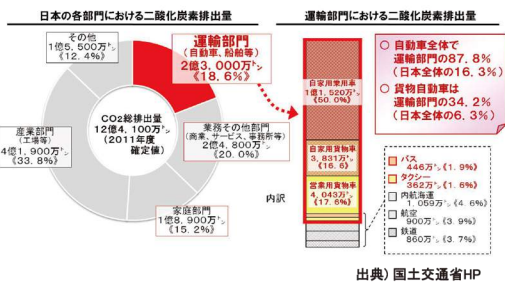 日本の各部門における二酸化炭素排出量
その他
1億5,500万㌧
《12.4%》
運輸部門
(自動車、船舶等)
2億3,000万㌧
《18.6%》
CO2総排出量
12億4,100万㌧
(2011年度
確定値)
産業部門
(工場等)
4億1,900万㌧
《33.8%》
業務その他部門
(商業、サービス、事務所等)
2億4,800万㌧
《20.0%》
家庭部門
1億8,900万㌧
《15.2%》
運輸部門における二酸化炭素排出量
自家用乗用車
1億1,520万㌧
《50.0%》
自家用貨物車
3,831万㌧
《16.6
営業用貨物車
4,043万㌧
《17.6%》
内訳
○ 自動車全体で
運輸部門の87.8%
(日本全体の16.3%)
○ 貨物自動車は
運輸部門の34.2%
(日本全体の6.3%)
バス
446万㌧《1.9%》
タクシー
362万㌧《1.6%》
内航海運
1,059万㌧《4.6%》
航空
900万㌧《3.9%》
鉄道
860万㌧《3.7%》
出典) 国土交通省HP